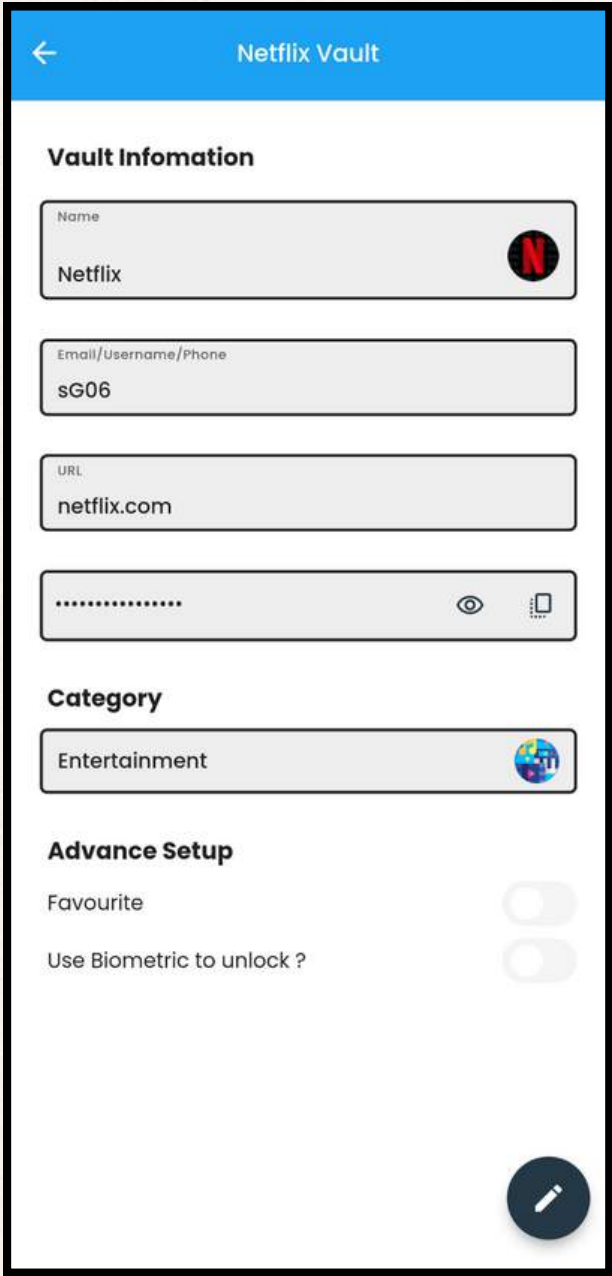 Netflix Vault
Vault Infomation
Name
Netflix
N
Email/Username/Phone
sG06
URL
netflix.com
••••••••••••••••
Category
Entertainment
Advance Setup
Favourite
Use Biometric to unlock ?